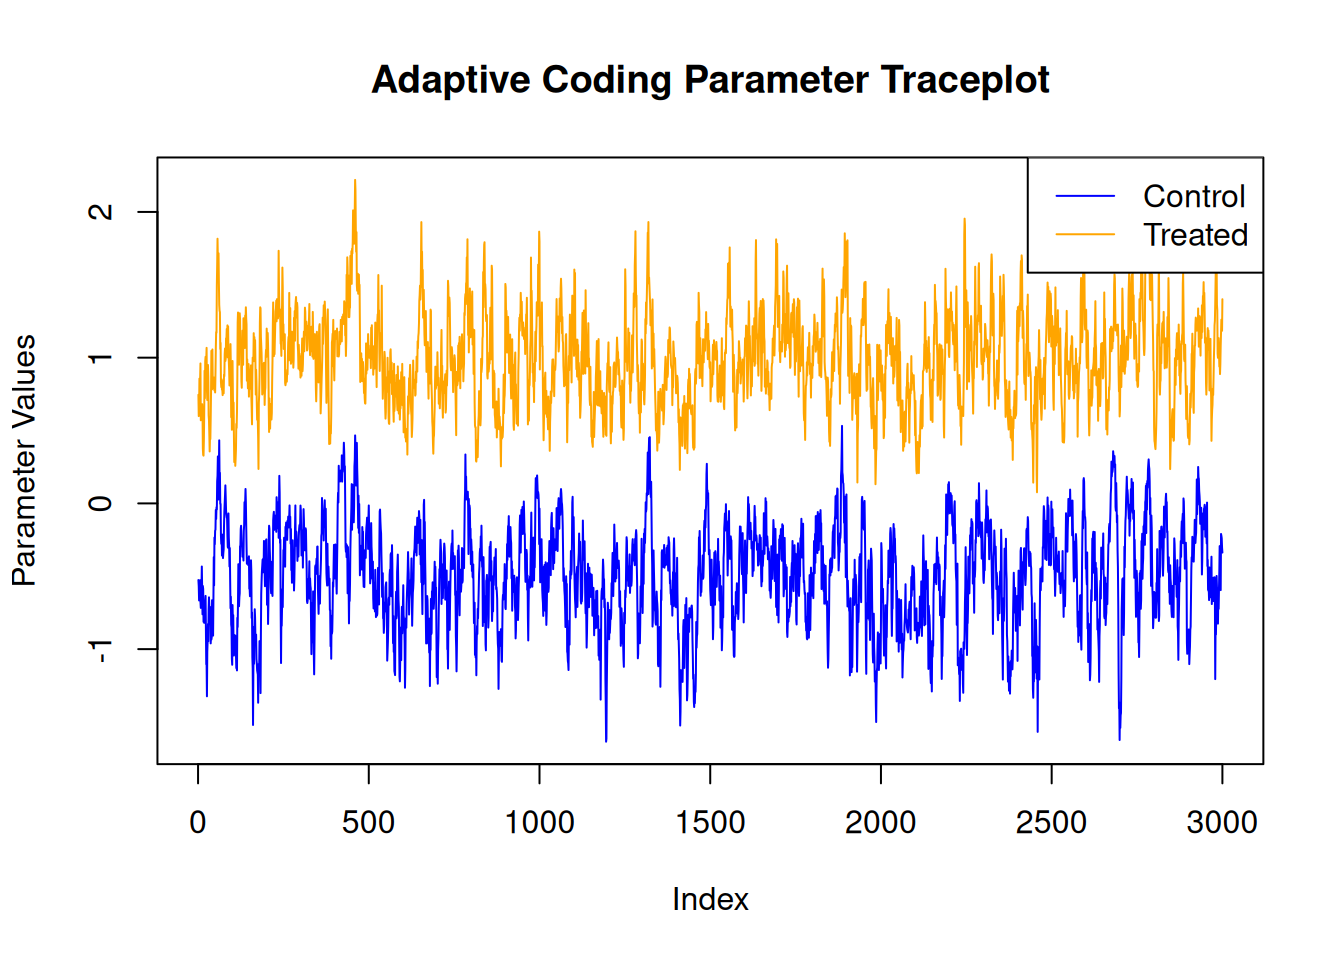 Adaptive Coding Parameter Traceplot
Control
Treated
Parameter Values
2
1
0
-1
0 500 1000 1500 2000 2500 3000
Index